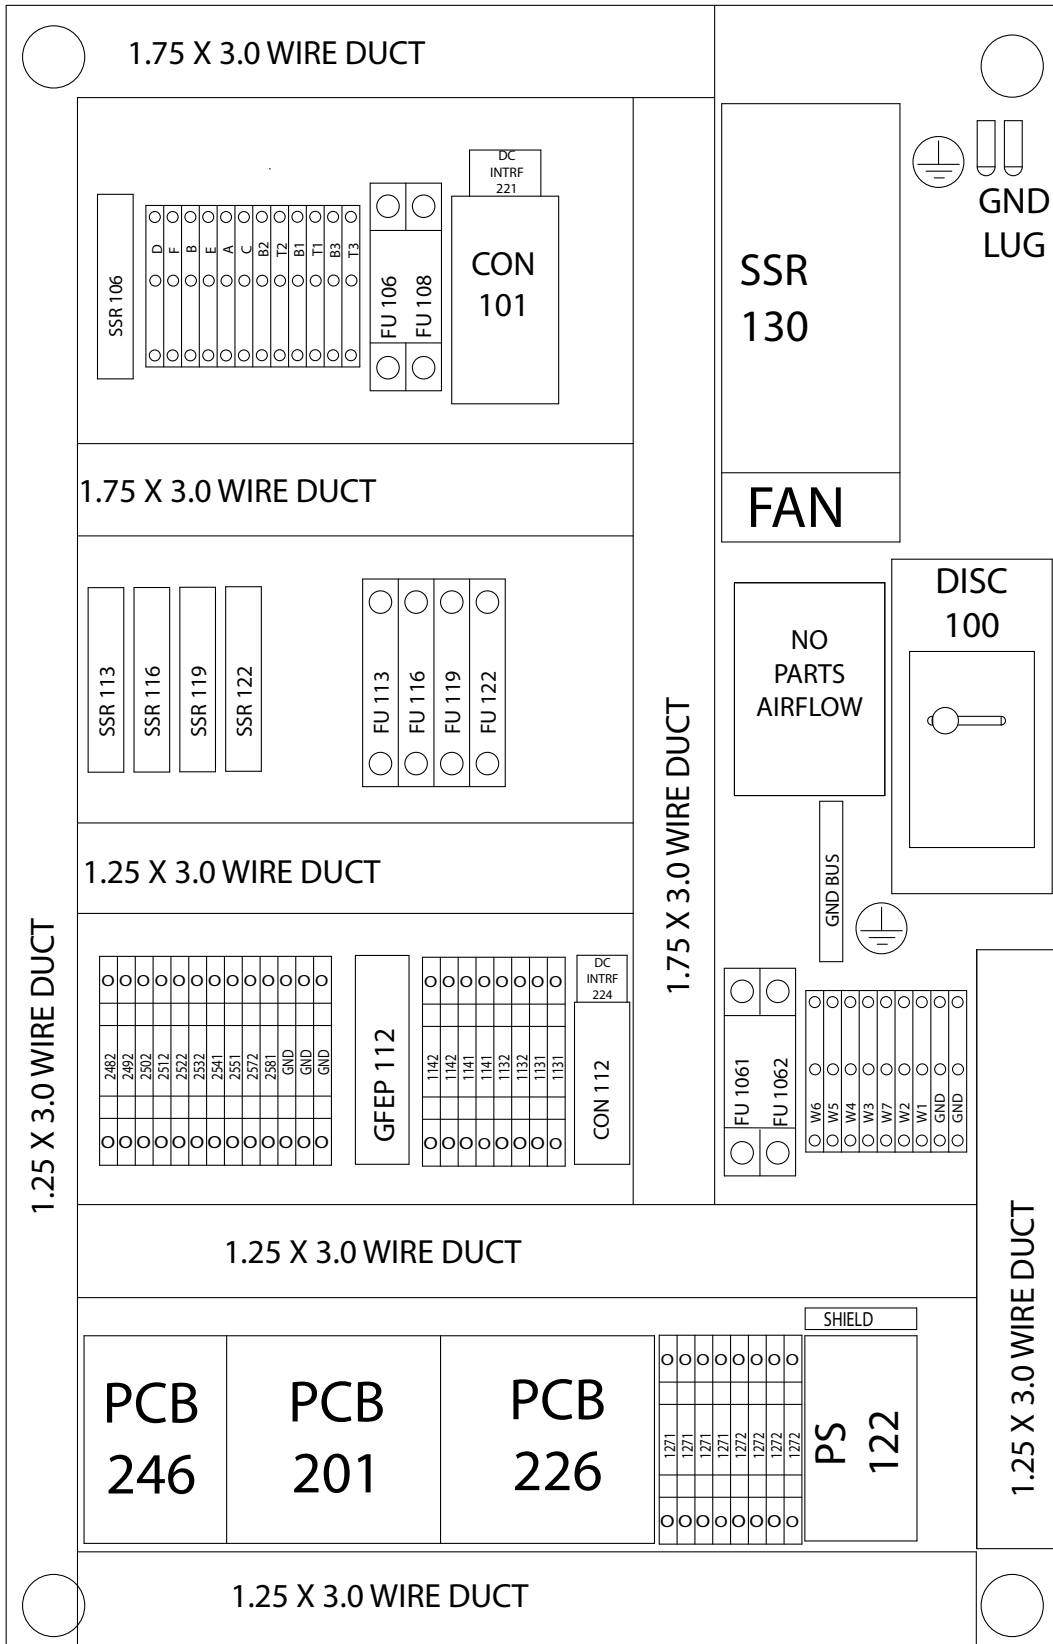 1.75 X 3.0 WIRE DUCT
DC
INTRF
221
SSR 106
D
F
B
E
A
C
B2
T2
B1
T1
B3
T3
FU 106
FU 108
CON
101
SSR
130
FAN
GND
LUG
1.75 X 3.0 WIRE DUCT
SSR 113
SSR 116
SSR 119
SSR 122
FU 113
FU 116
FU 119
FU 122
1.75 X 3.0 WIRE DUCT
NO
PARTS
AIRFLOW
DISC
100
GND BUS
1.25 X 3.0 WIRE DUCT
1.25 X 3.0 WIRE DUCT
2482
2492
2502
2512
2522
2532
2541
2551
2572
2581
GND
GND
GND
GFEP 112
1142
1142
1141
1141
1132
1132
1131
1131
DC
INTRF
224
CON 112
FU 1061
FU 1062
W6
W5
W4
W3
W7
W2
W1
GND
GND
1.25 X 3.0 WIRE DUCT
1.25 X 3.0 WIRE DUCT
PCB
246
PCB
201
PCB
226
1271
1271
1271
1271
1272
1272
1272
1272
SHIELD
PS
122
1.25 X 3.0 WIRE DUCT